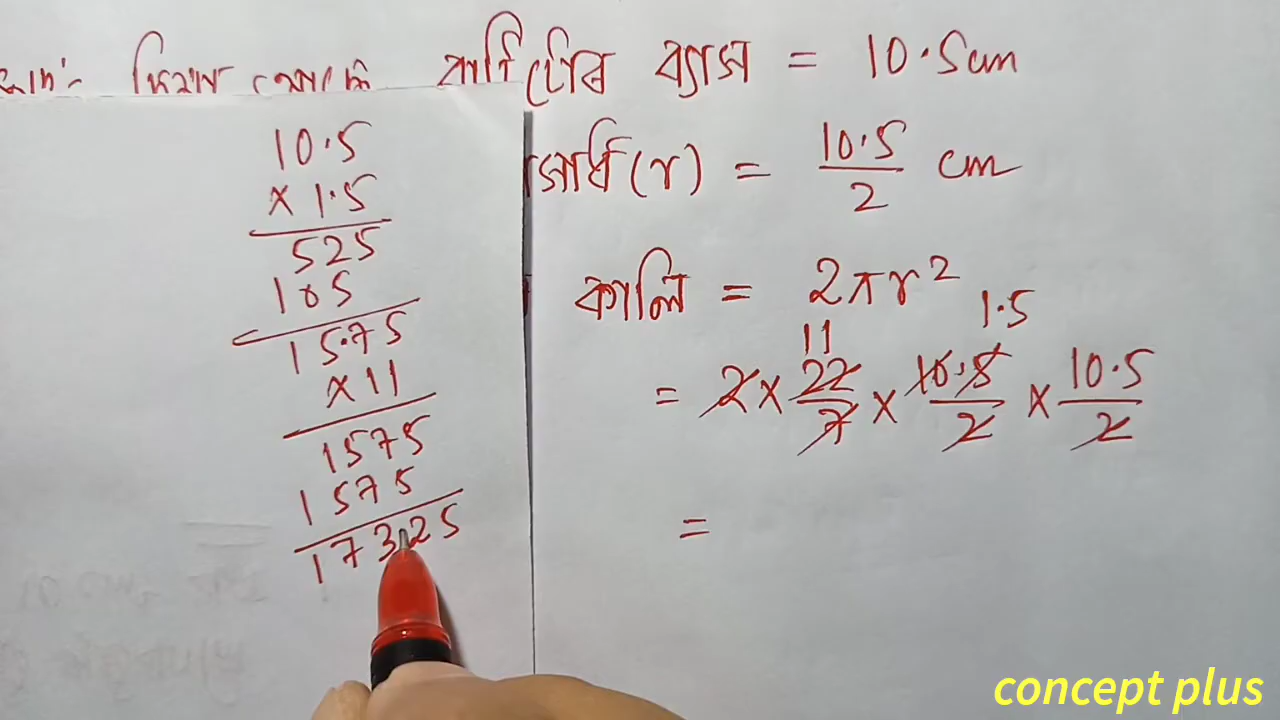 দিয়া আছে বাটিটোৰ ব্যাস = 10.5cm
10.5
× 1.5
525
105
15.75
×11
1575
1575
173.25
(r) = 10.5/2 cm
কালি = 2πr²
11 1.5
= 2 × 22/7 × 10.5/2 × 10.5/2
=
concept plus